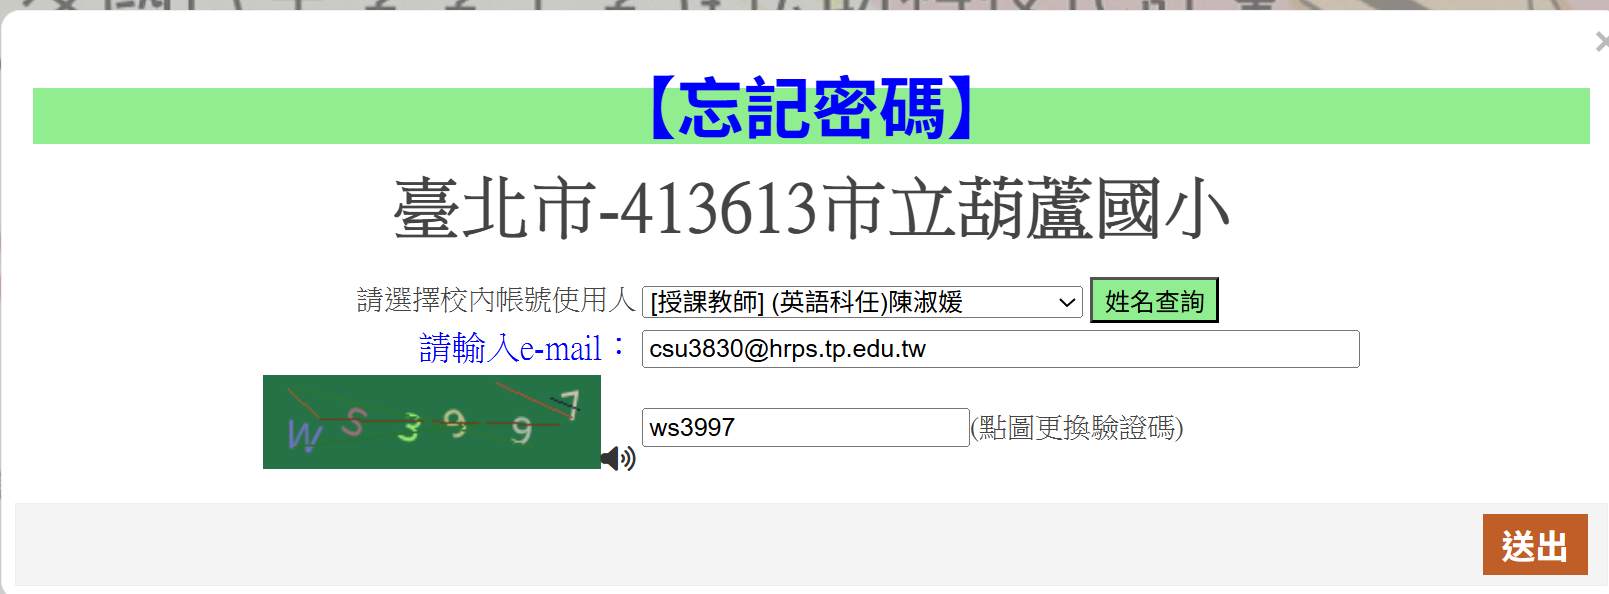 【忘記密碼】
臺北市-413613市立葫蘆國小
請選擇校內帳號使用人 [授課教師] (英語科任)陳淑媛 姓名查詢
請輸入e-mail： csu3830@hrps.tp.edu.tw
WS3997 ws3997 (點圖更換驗證碼)
送出